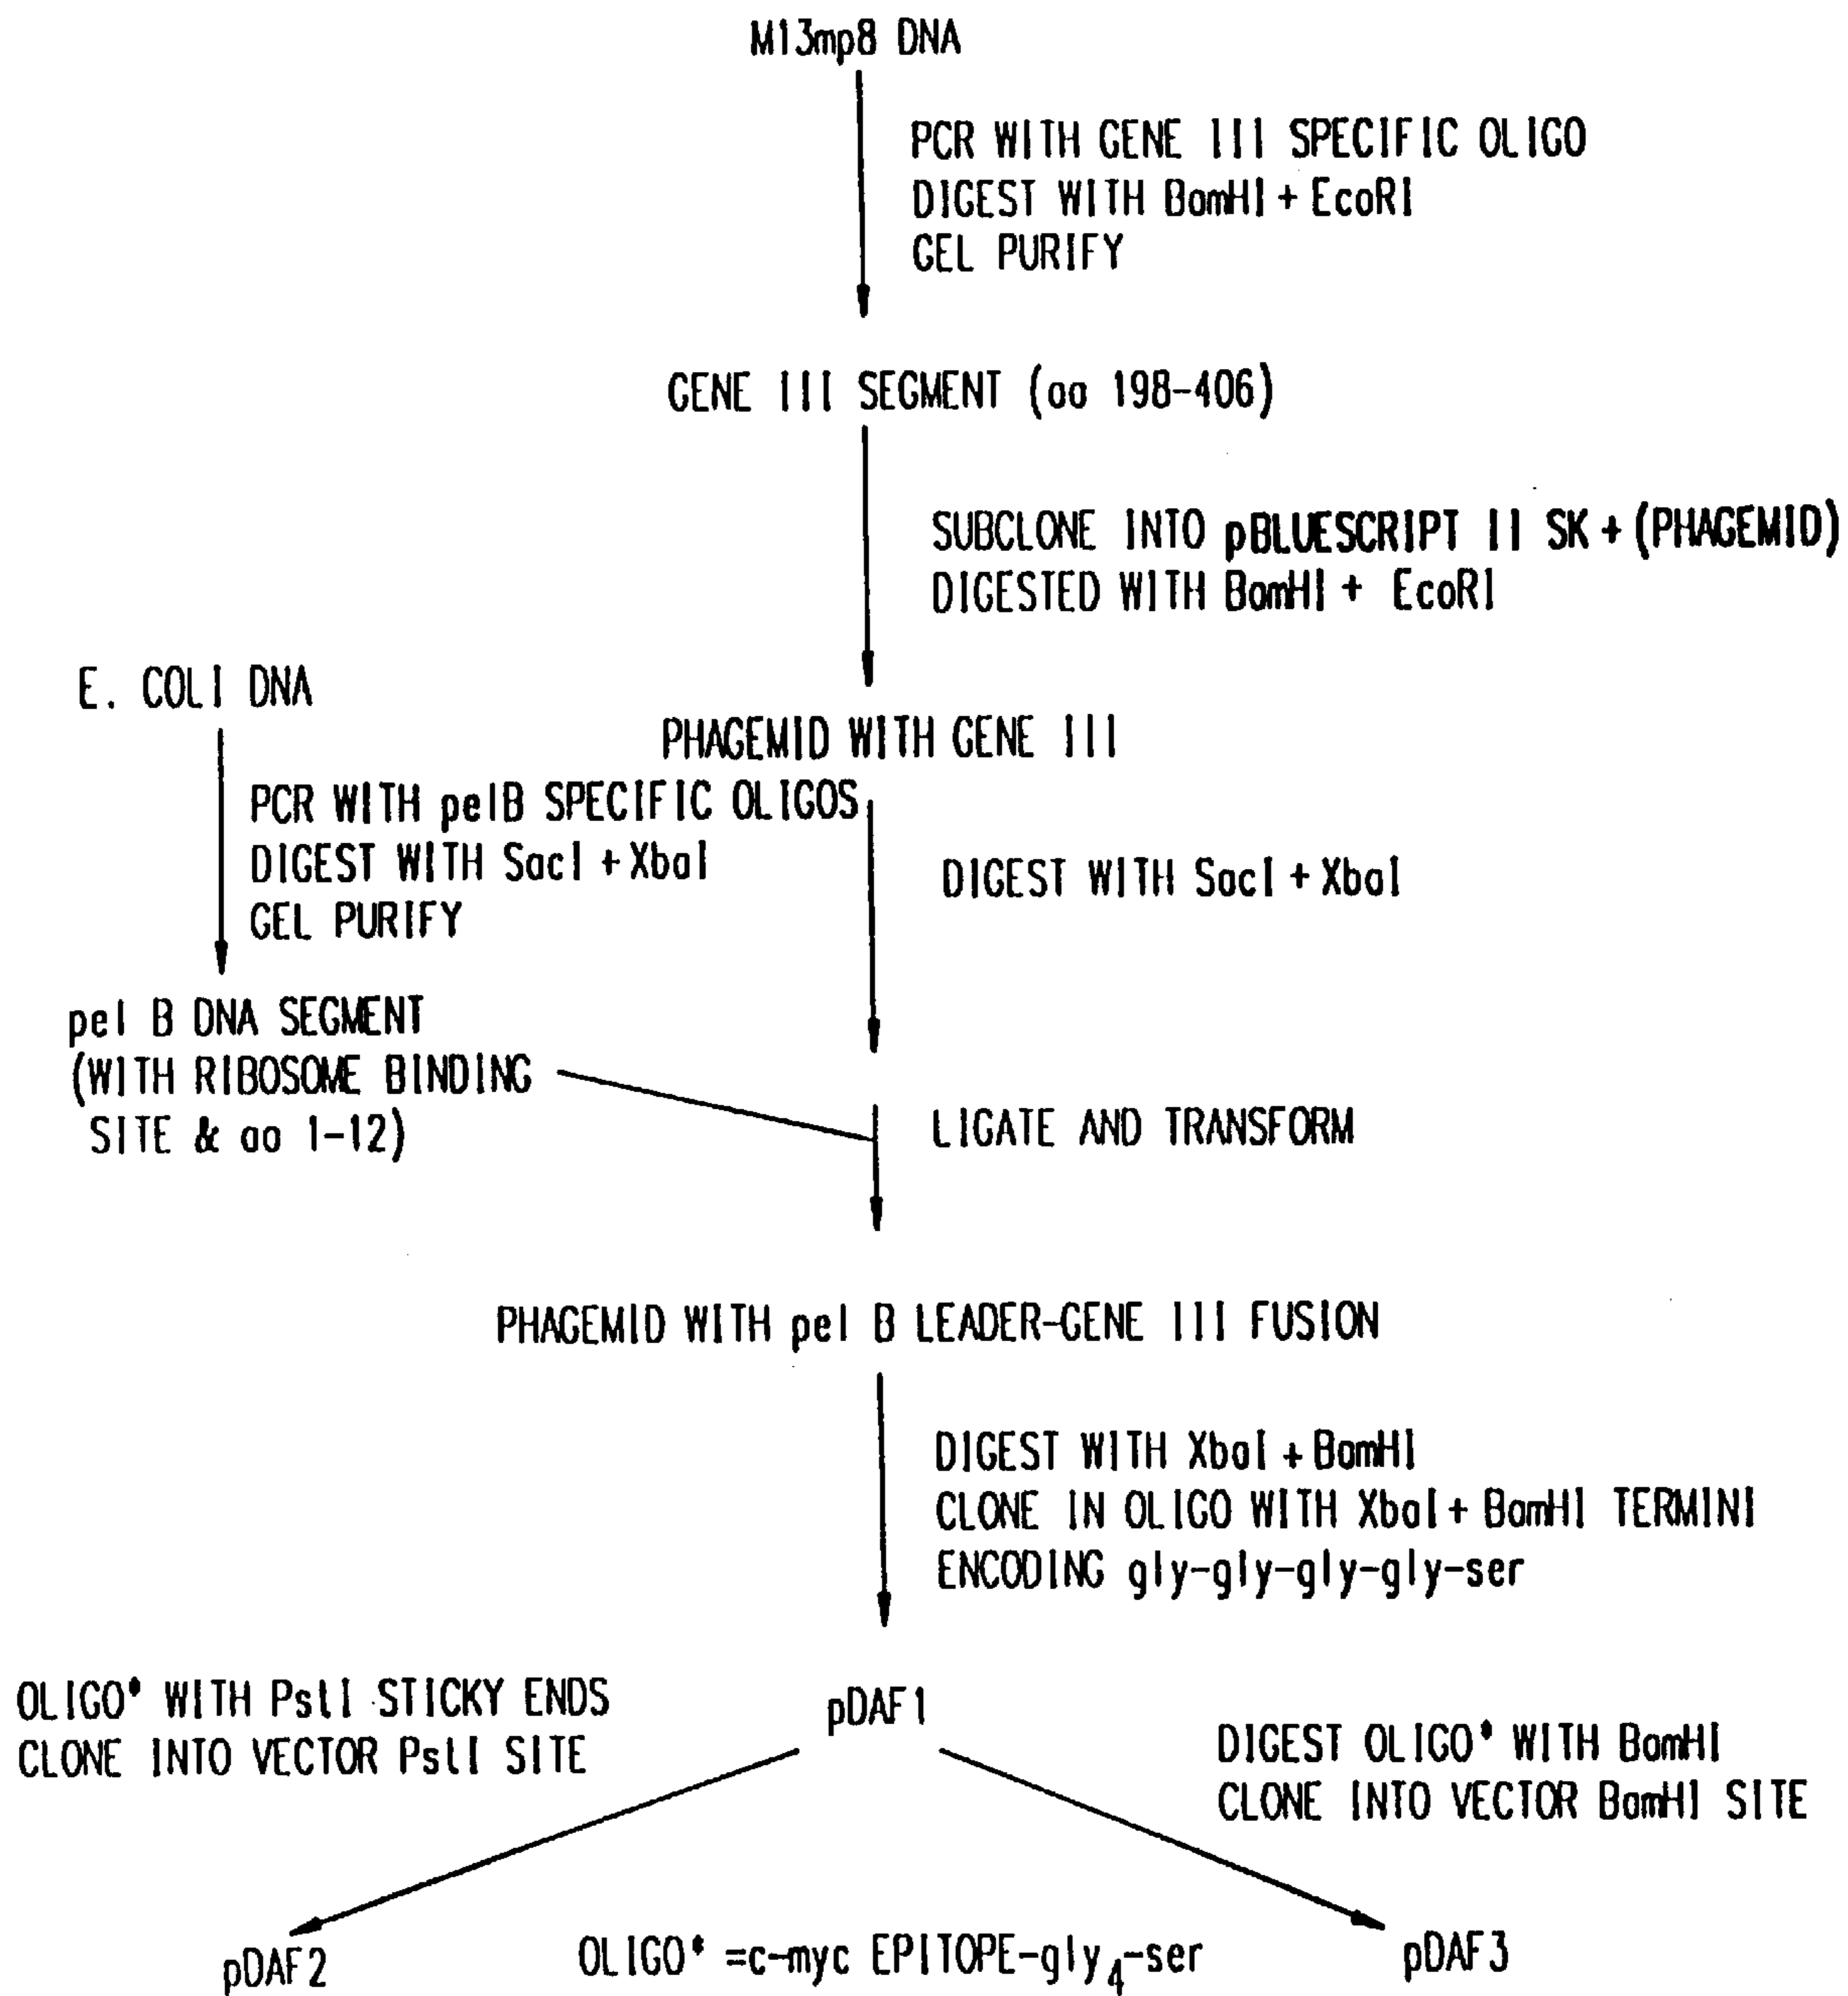 M13mp8 DNA
PCR WITH GENE III SPECIFIC OLIGO
DIGEST WITH BamHI + EcoRI
GEL PURIFY
GENE III SEGMENT (aa 198-406)
SUBCLONE INTO pBLUESCRIPT II SK + (PHAGEMID)
DIGESTED WITH BamHI + EcoRI
E. COLI DNA
PHAGEMID WITH GENE III
PCR WITH pelB SPECIFIC OLIGOS
DIGEST WITH SacI + XbaI
GEL PURIFY
DIGEST WITH SacI + XbaI
pel B DNA SEGMENT
(WITH RIBOSOME BINDING
SITE & aa 1-12)
LIGATE AND TRANSFORM
PHAGEMID WITH pel B LEADER-GENE III FUSION
DIGEST WITH XbaI + BamHI
CLONE IN OLIGO WITH XbaI + BamHI TERMINI
ENCODING gly-gly-gly-gly-ser
OLIGO* WITH PstI STICKY ENDS
CLONE INTO VECTOR PstI SITE
pDAF1
DIGEST OLIGO* WITH BamHI
CLONE INTO VECTOR BamHI SITE
pDAF2
OLIGO* =c-myc EPITOPE-gly₄-ser
pDAF3